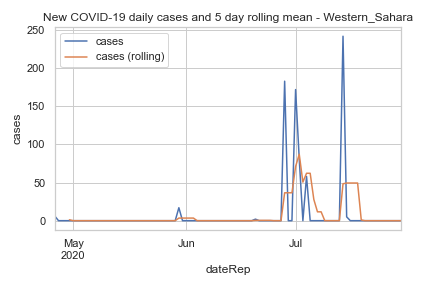 New COVID-19 daily cases and 5 day rolling mean - Western_Sahara
cases
cases (rolling)
250
200
150
100
50
0
cases
May
2020
Jun
Jul
dateRep